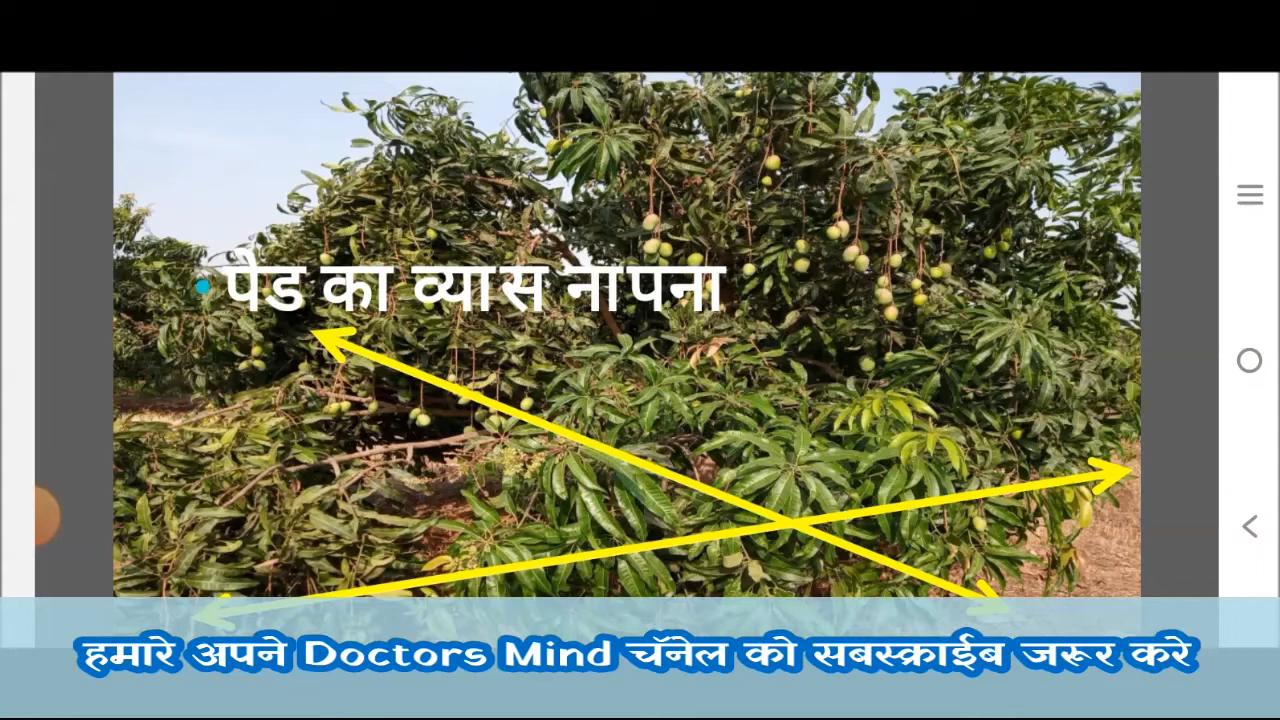 पेड का व्यास नापना
हमारे अपने Doctors Mind चॅनेल को सबस्क्राईब जरूर करे